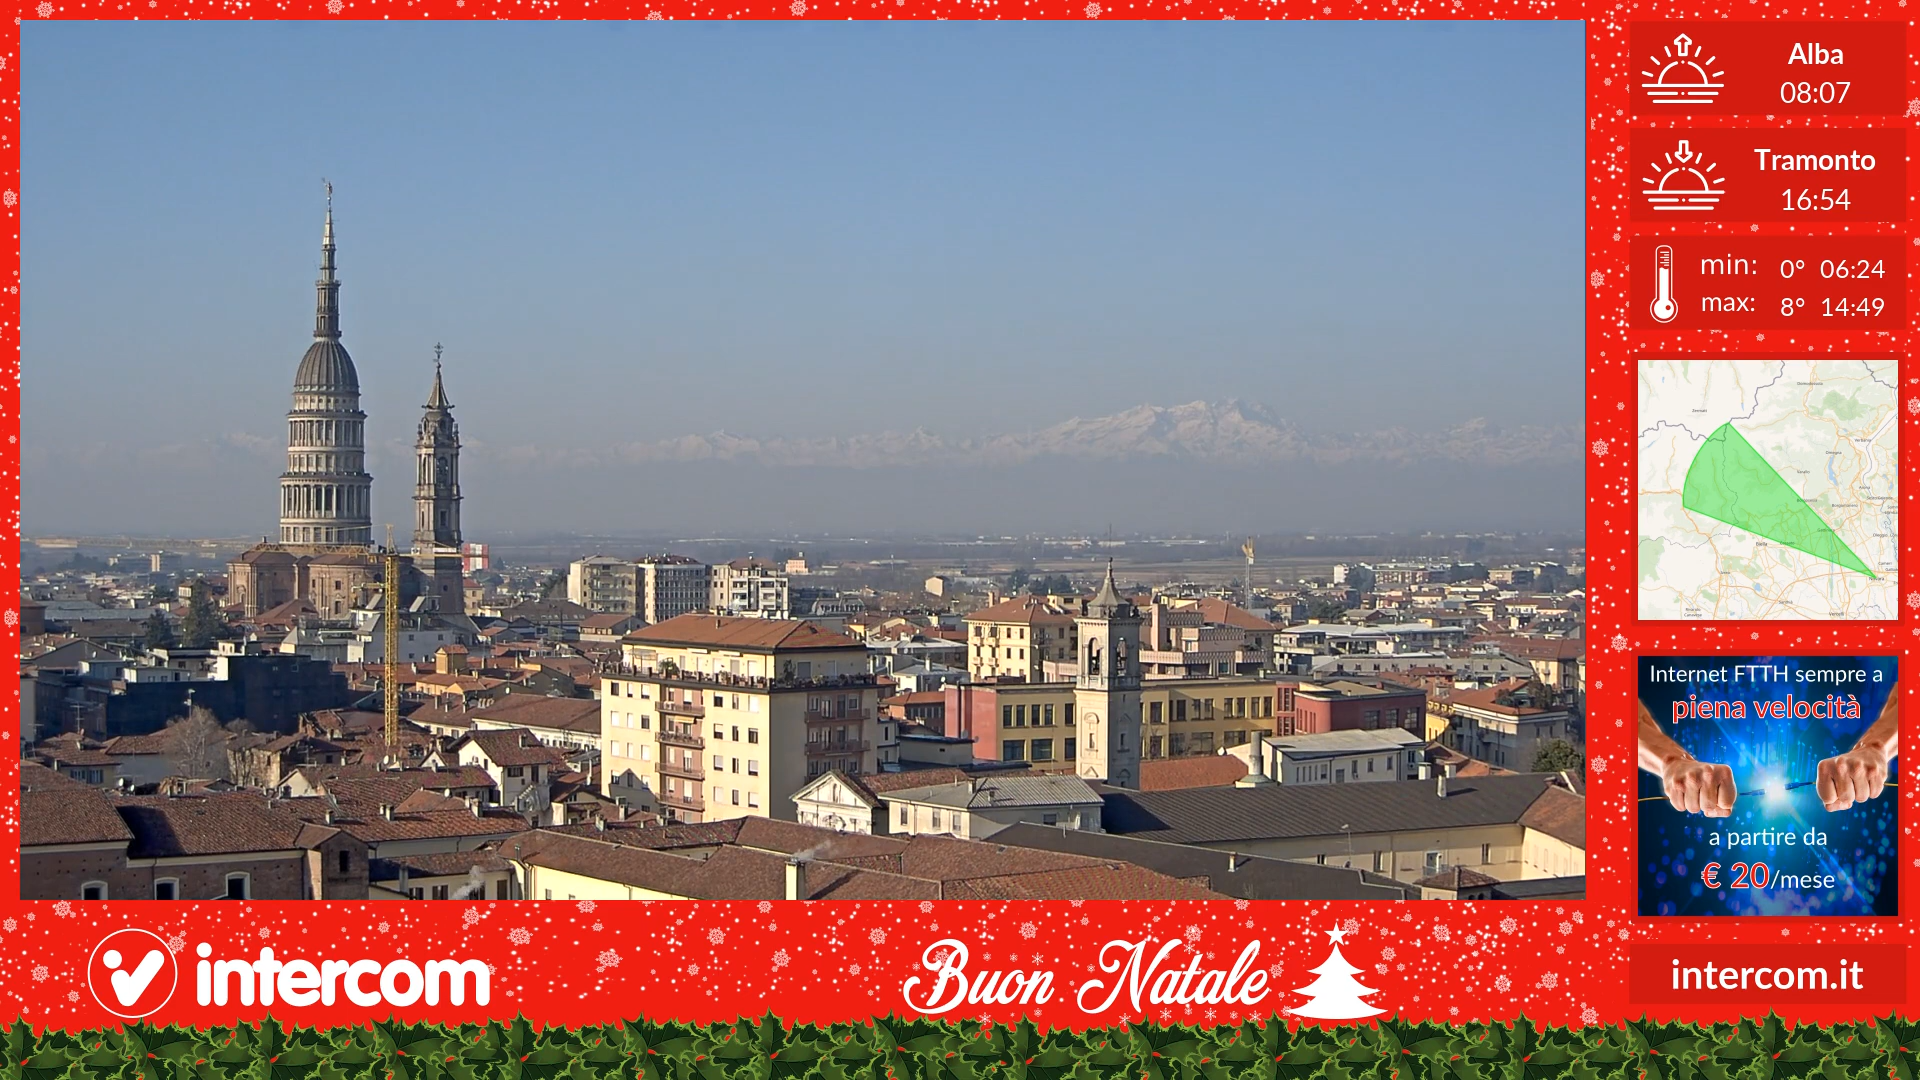 Alba
08:07
Tramonto
16:54
min: 0° 06:24
max: 8° 14:49
Internet FTTH sempre a
piena velocità
a partire da
€ 20/mese
intercom
Buon Natale
intercom.it